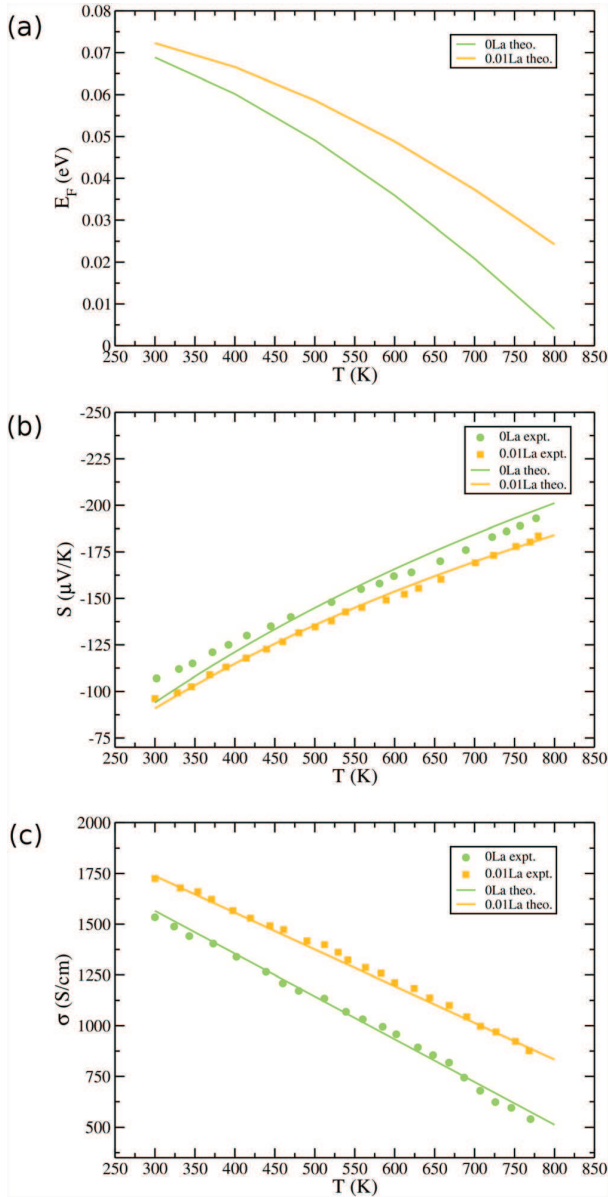 (a)
0.08
0.07
0.06
0.05
0.04
0.03
0.02
0.01
0
E_F (eV)
0La theo.
0.01La theo.
250 300 350 400 450 500 550 600 650 700 750 800 850
T (K)
(b)
-250
-225
-200
-175
-150
-125
-100
-75
S (µV/K)
0La expt.
0.01La expt.
0La theo.
0.01La theo.
250 300 350 400 450 500 550 600 650 700 750 800 850
T (K)
(c)
2000
1750
1500
1250
1000
750
500
σ (S/cm)
0La expt.
0.01La expt.
0La theo.
0.01La theo.
250 300 350 400 450 500 550 600 650 700 750 800 850
T (K)